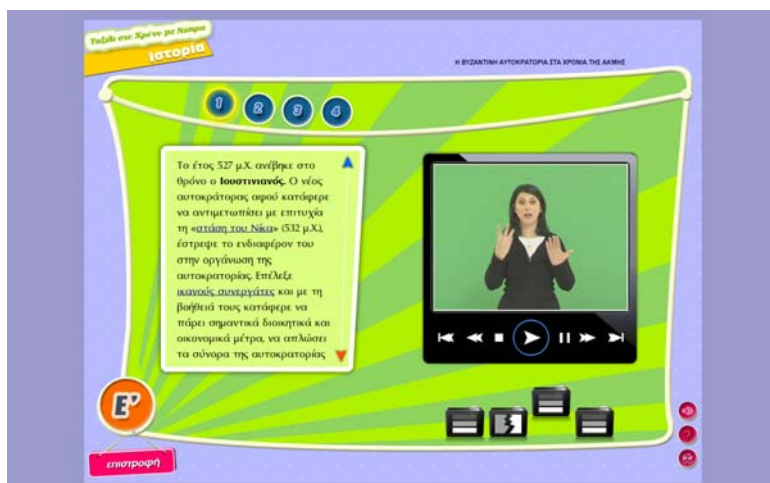 Ταξίδι στο Χρόνο με Νοημα
Ιστορία
Η ΒΥΖΑΝΤΙΝΗ ΑΥΤΟΚΡΑΤΟΡΙΑ ΣΤΑ ΧΡΟΝΙΑ ΤΗΣ ΑΚΜΗΣ
1 2 3 4
Το έτος 527 μ.Χ. ανέβηκε στο
θρόνο ο Ιουστινιανός. Ο νέος
αυτοκράτορας αφού κατάφερε
να αντιμετωπίσει με επιτυχία
τη «στάση του Νίκα» (532 μ.Χ.),
έστρεψε το ενδιαφέρον του
στην οργάνωση της
αυτοκρατορίας. Επέλεξε
ικανούς συνεργάτες και με τη
βοήθειά τους κατάφερε να
πάρει σημαντικά διοικητικά και
οικονομικά μέτρα, να απλώσει
τα σύνορα της αυτοκρατορίας
Ε'
επιστροφή
?